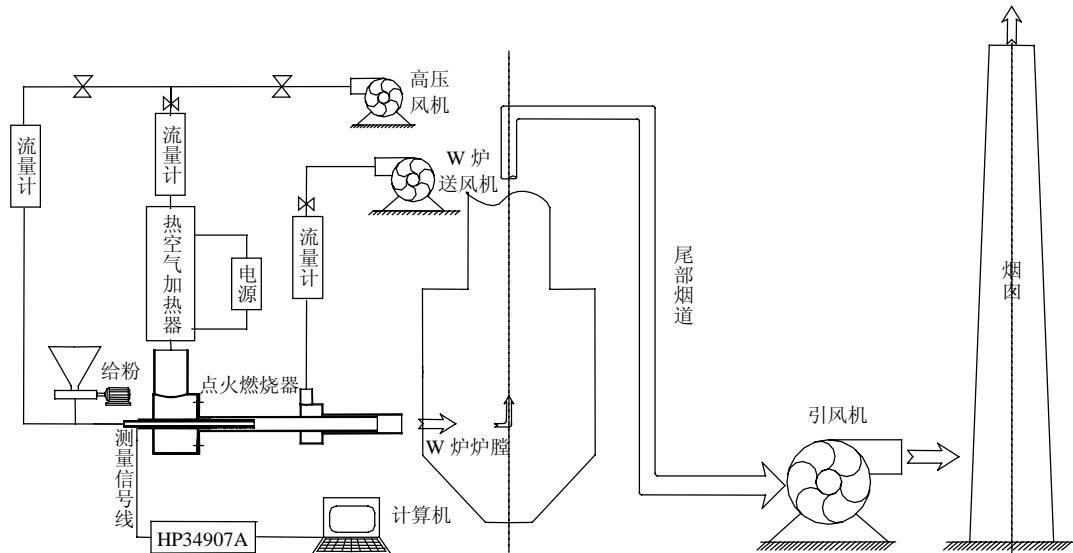 高压
风机
流量计
流量计
W 炉
送风机
热空气加热器
流量计
电源
尾部烟道
烟囱
给粉
点火燃烧器
引风机
W 炉炉膛
测量信号线
计算机
HP34907A